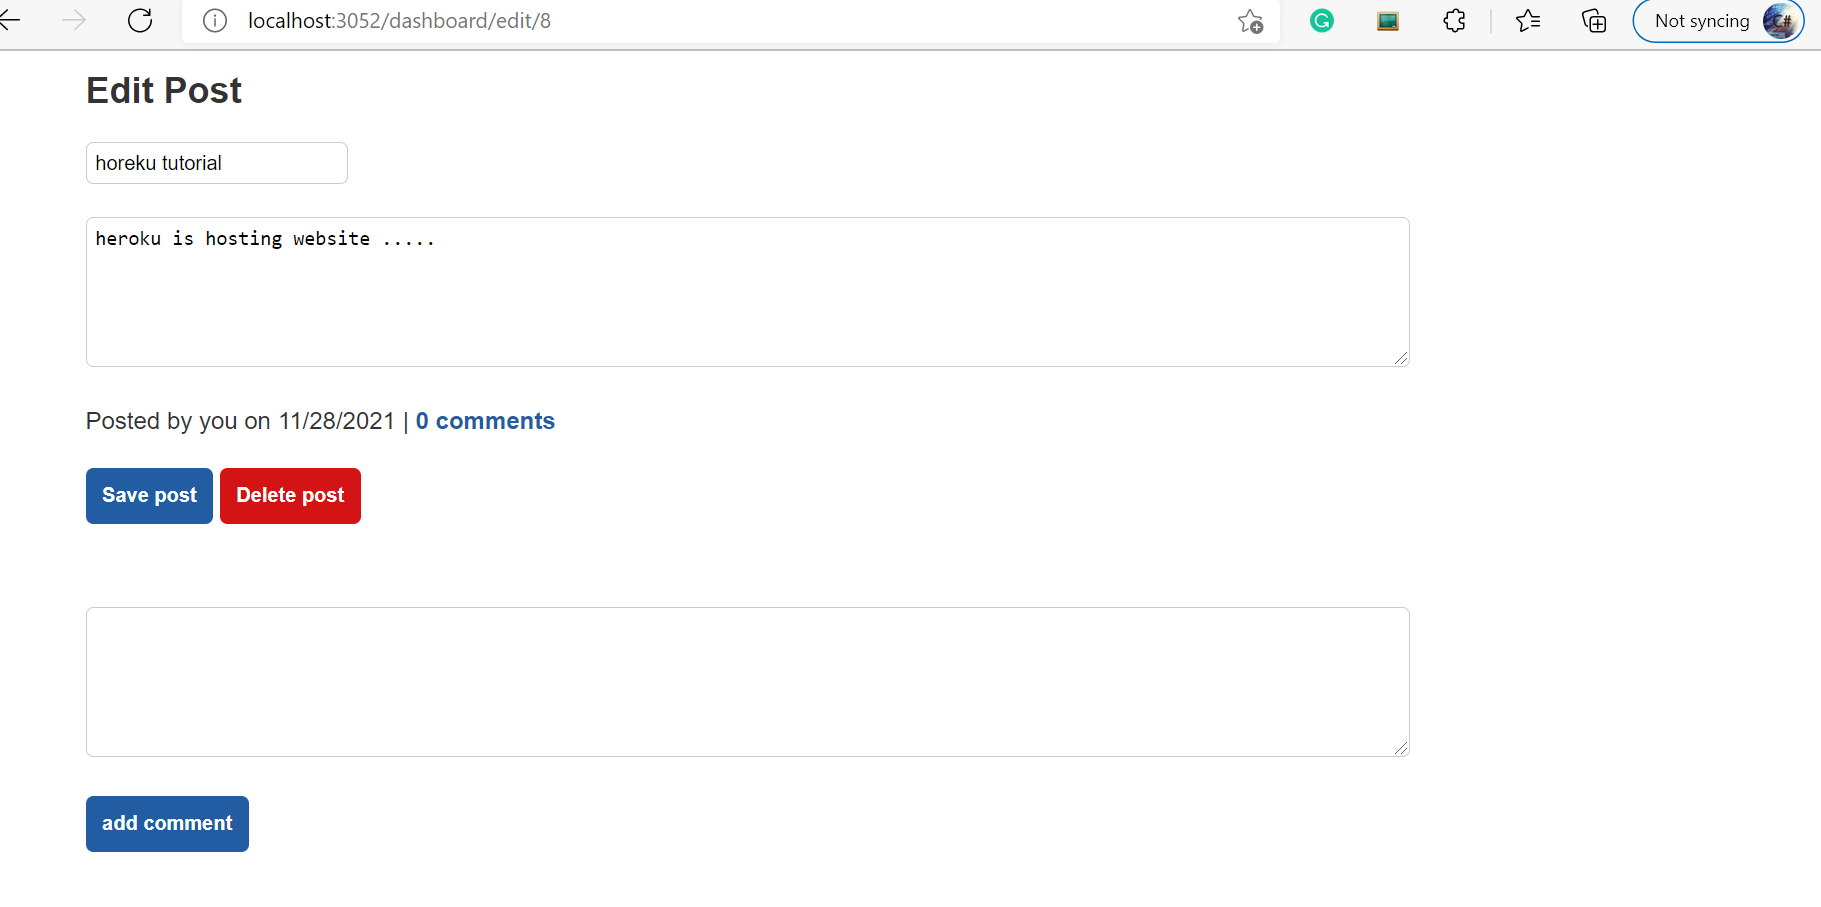 localhost:3052/dashboard/edit/8
Not syncing
C#
Edit Post
horeku tutorial
heroku is hosting website .....
Posted by you on 11/28/2021 | 0 comments
Save post Delete post
add comment